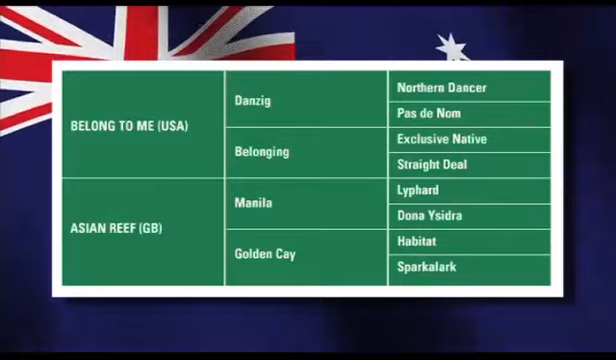 BELONG TO ME (USA)
Danzig
Northern Dancer
Pas de Nom
Belonging
Exclusive Native
Straight Deal
ASIAN REEF (GB)
Manila
Lyphard
Dona Ysidra
Golden Cay
Habitat
Sparkalark